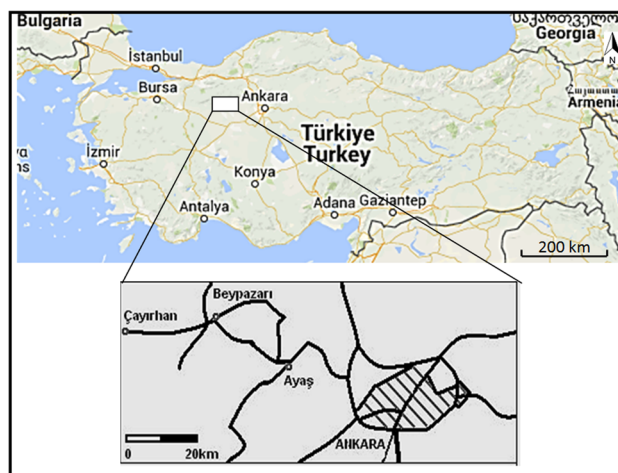 Bulgaria
საქართველო
Georgia
N
İstanbul
Bursa
Ankara
Armenia
Türkiye
Turkey
İzmir
Konya
Antalya
Adana
Gaziantep
200 km
Beypazarı
Çayırhan
Ayaş
ANKARA
0 20km